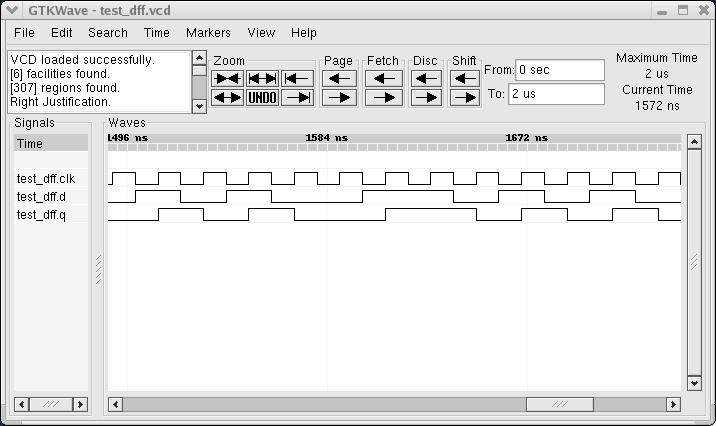 GTKWave - test_dff.vcd
File Edit Search Time Markers View Help
VCD loaded successfully.
[6] facilities found.
[307] regions found.
Right Justification.
Zoom
UNDO
Page
Fetch
Disc
Shift
From: 0 sec
To: 2 us
Maximum Time
2 us
Current Time
1572 ns
Signals
Time
test_dff.clk
test_dff.d
test_dff.q
Waves
1496 ns 1584 ns 1672 ns